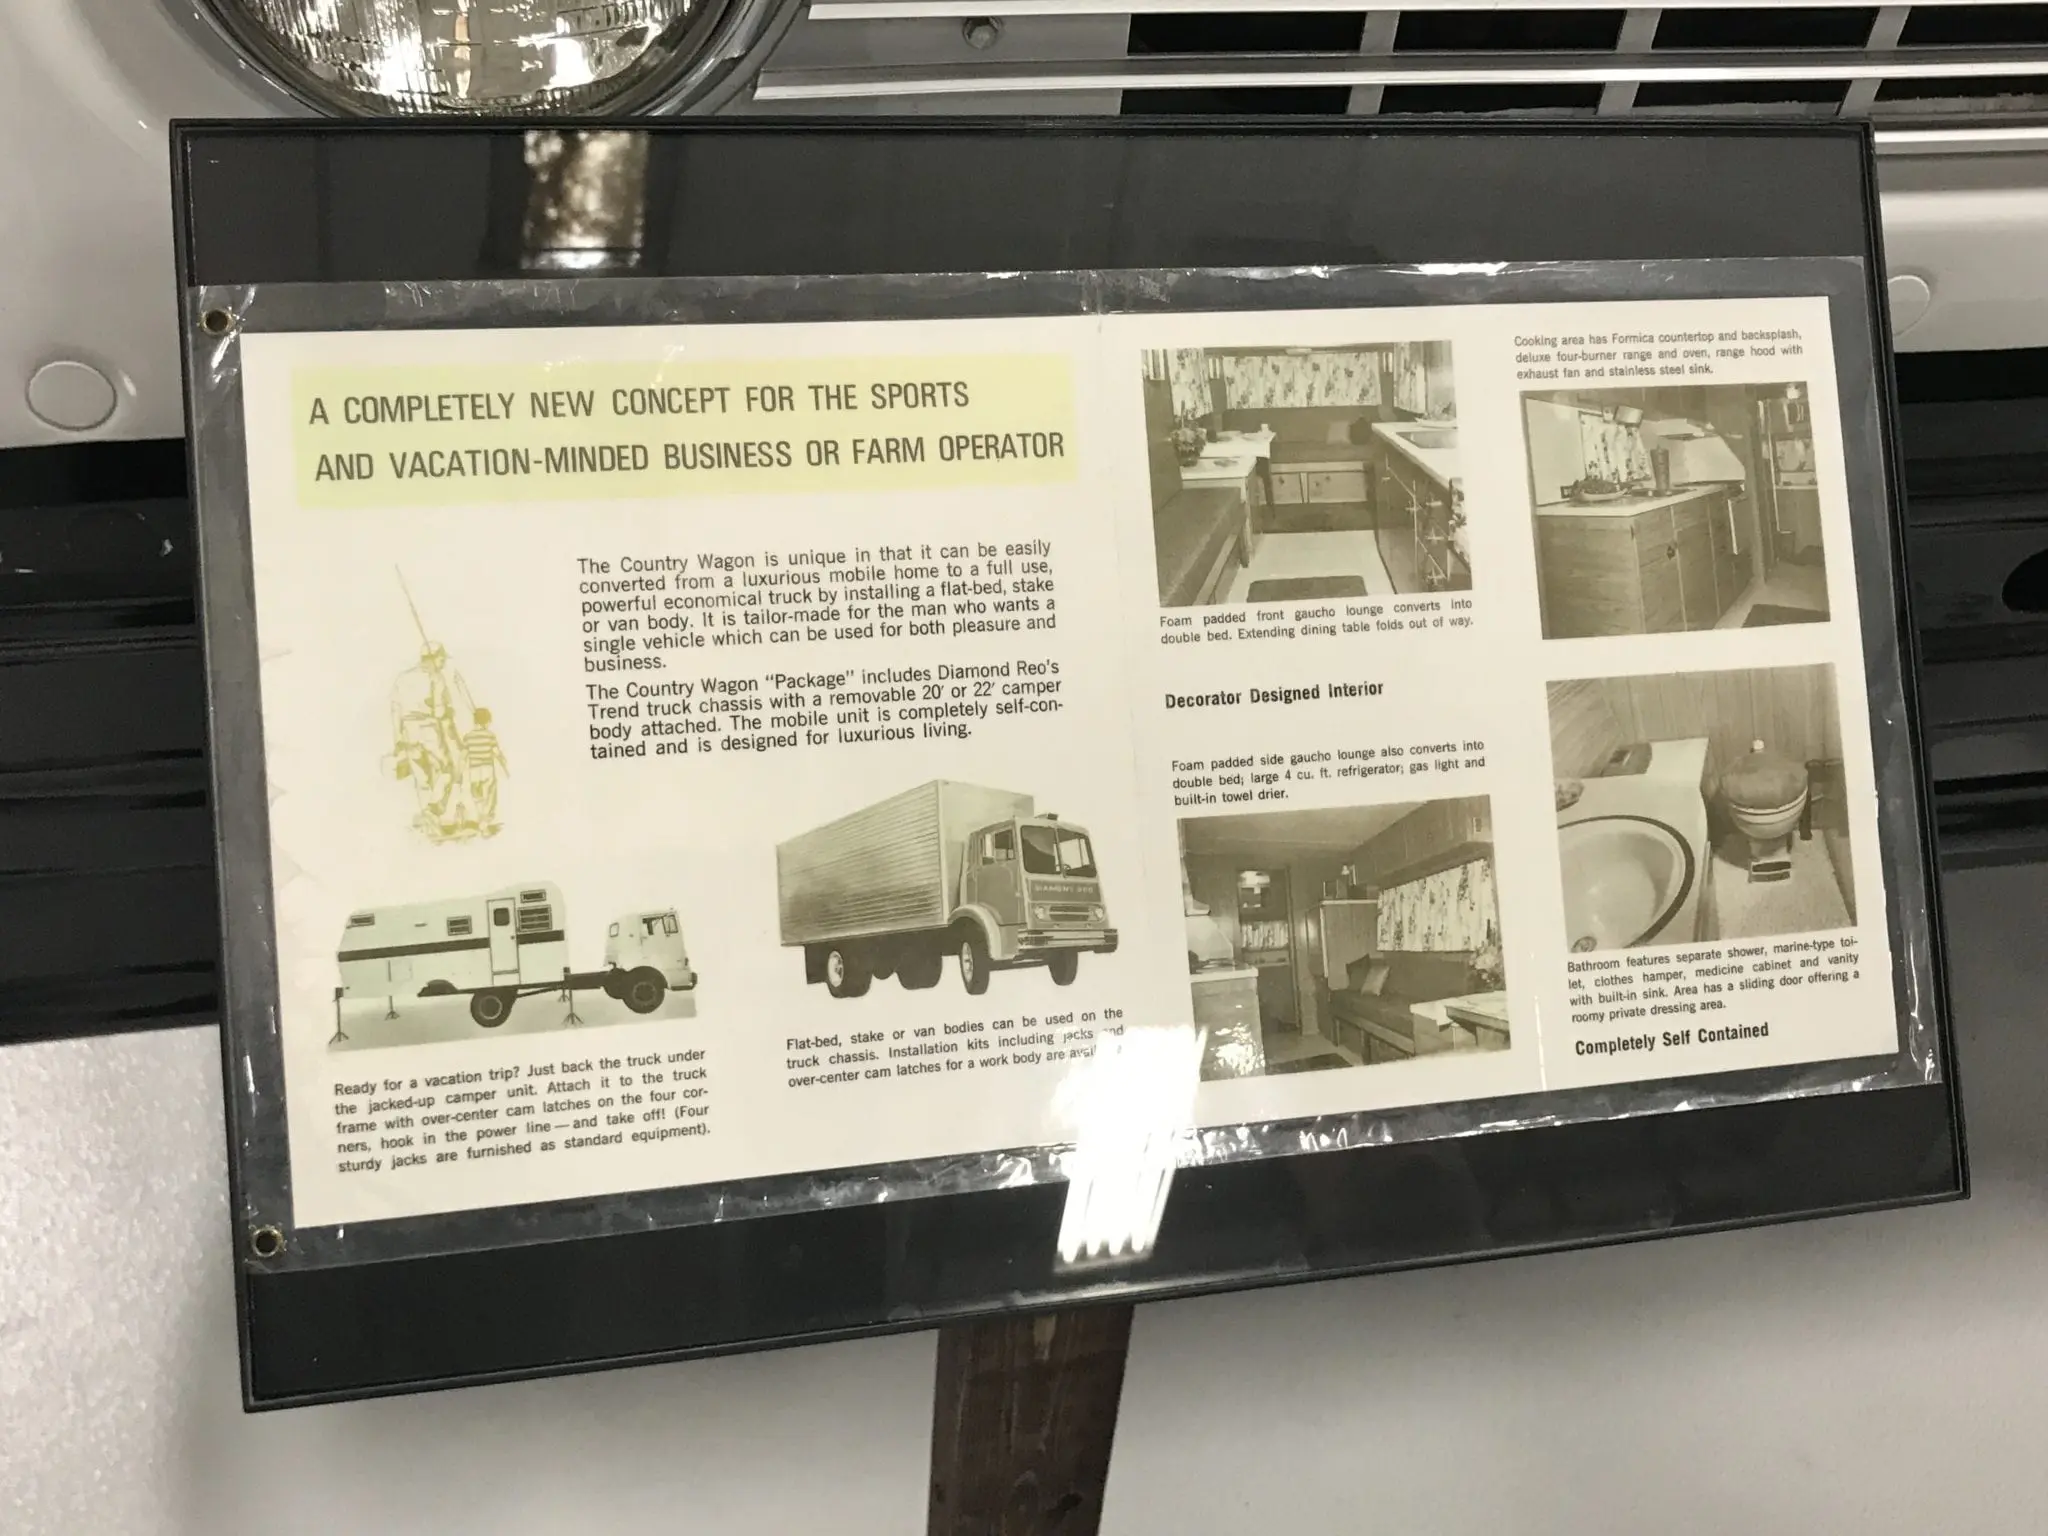 A COMPLETELY NEW CONCEPT FOR THE SPORTS
AND VACATION-MINDED BUSINESS OR FARM OPERATOR
The Country Wagon is unique in that it can be easily
converted from a luxurious mobile home to a full use,
powerful economical truck by installing a flat-bed, stake
or van body. It is tailor-made for the man who wants a
single vehicle which can be used for both pleasure and
business.
The Country Wagon "Package" includes Diamond Reo's
Trend truck chassis with a removable 20' or 22' camper
body attached. The mobile unit is completely self-con-
tained and is designed for luxurious living.
DIAMOND REO
Ready for a vacation trip? Just back the truck under
the jacked-up camper unit. Attach it to the truck
frame with over-center cam latches on the four cor-
ners, hook in the power line — and take off! (Four
sturdy jacks are furnished as standard equipment).
Flat-bed, stake or van bodies can be used on the
truck chassis. Installation kits including jacks and
over-center cam latches for a work body are
Foam padded front gaucho lounge converts into
double bed. Extending dining table folds out of way.
Decorator Designed Interior
Foam padded side gaucho lounge also converts into
double bed; large 4 cu. ft. refrigerator; gas light and
built-in towel drier.
Cooking area has Formica countertop and backsplash,
deluxe four-burner range and oven, range hood with
exhaust fan and stainless steel sink.
Bathroom features separate shower, marine-type toi-
let, clothes hamper, medicine cabinet and vanity
with built-in sink. Area has a sliding door offering a
roomy private dressing area.
Completely Self Contained